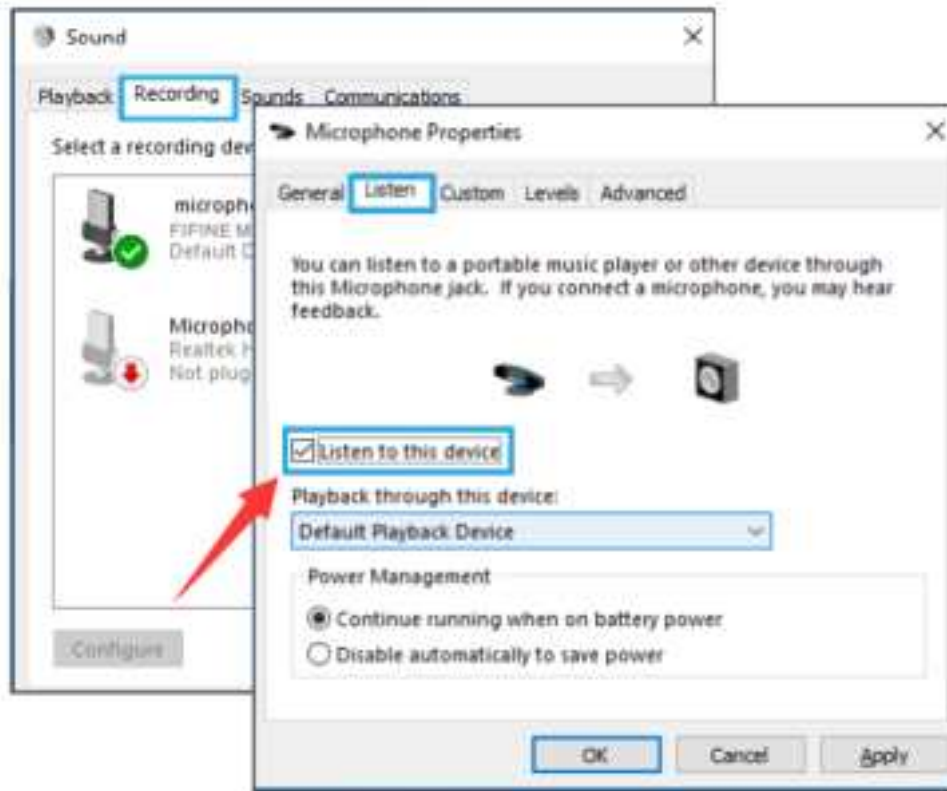 Sound
Playback Recording Sounds Communications
Select a recording dev
microph
FIFINE M
Default D
Micropho
Realtek H
Not plug
Configure
Microphone Properties
General Listen Custom Levels Advanced
You can listen to a portable music player or other device through
this Microphone jack. If you connect a microphone, you may hear
feedback.
Listen to this device
Playback through this device:
Default Playback Device
Power Management
Continue running when on battery power
Disable automatically to save power
OK Cancel Apply